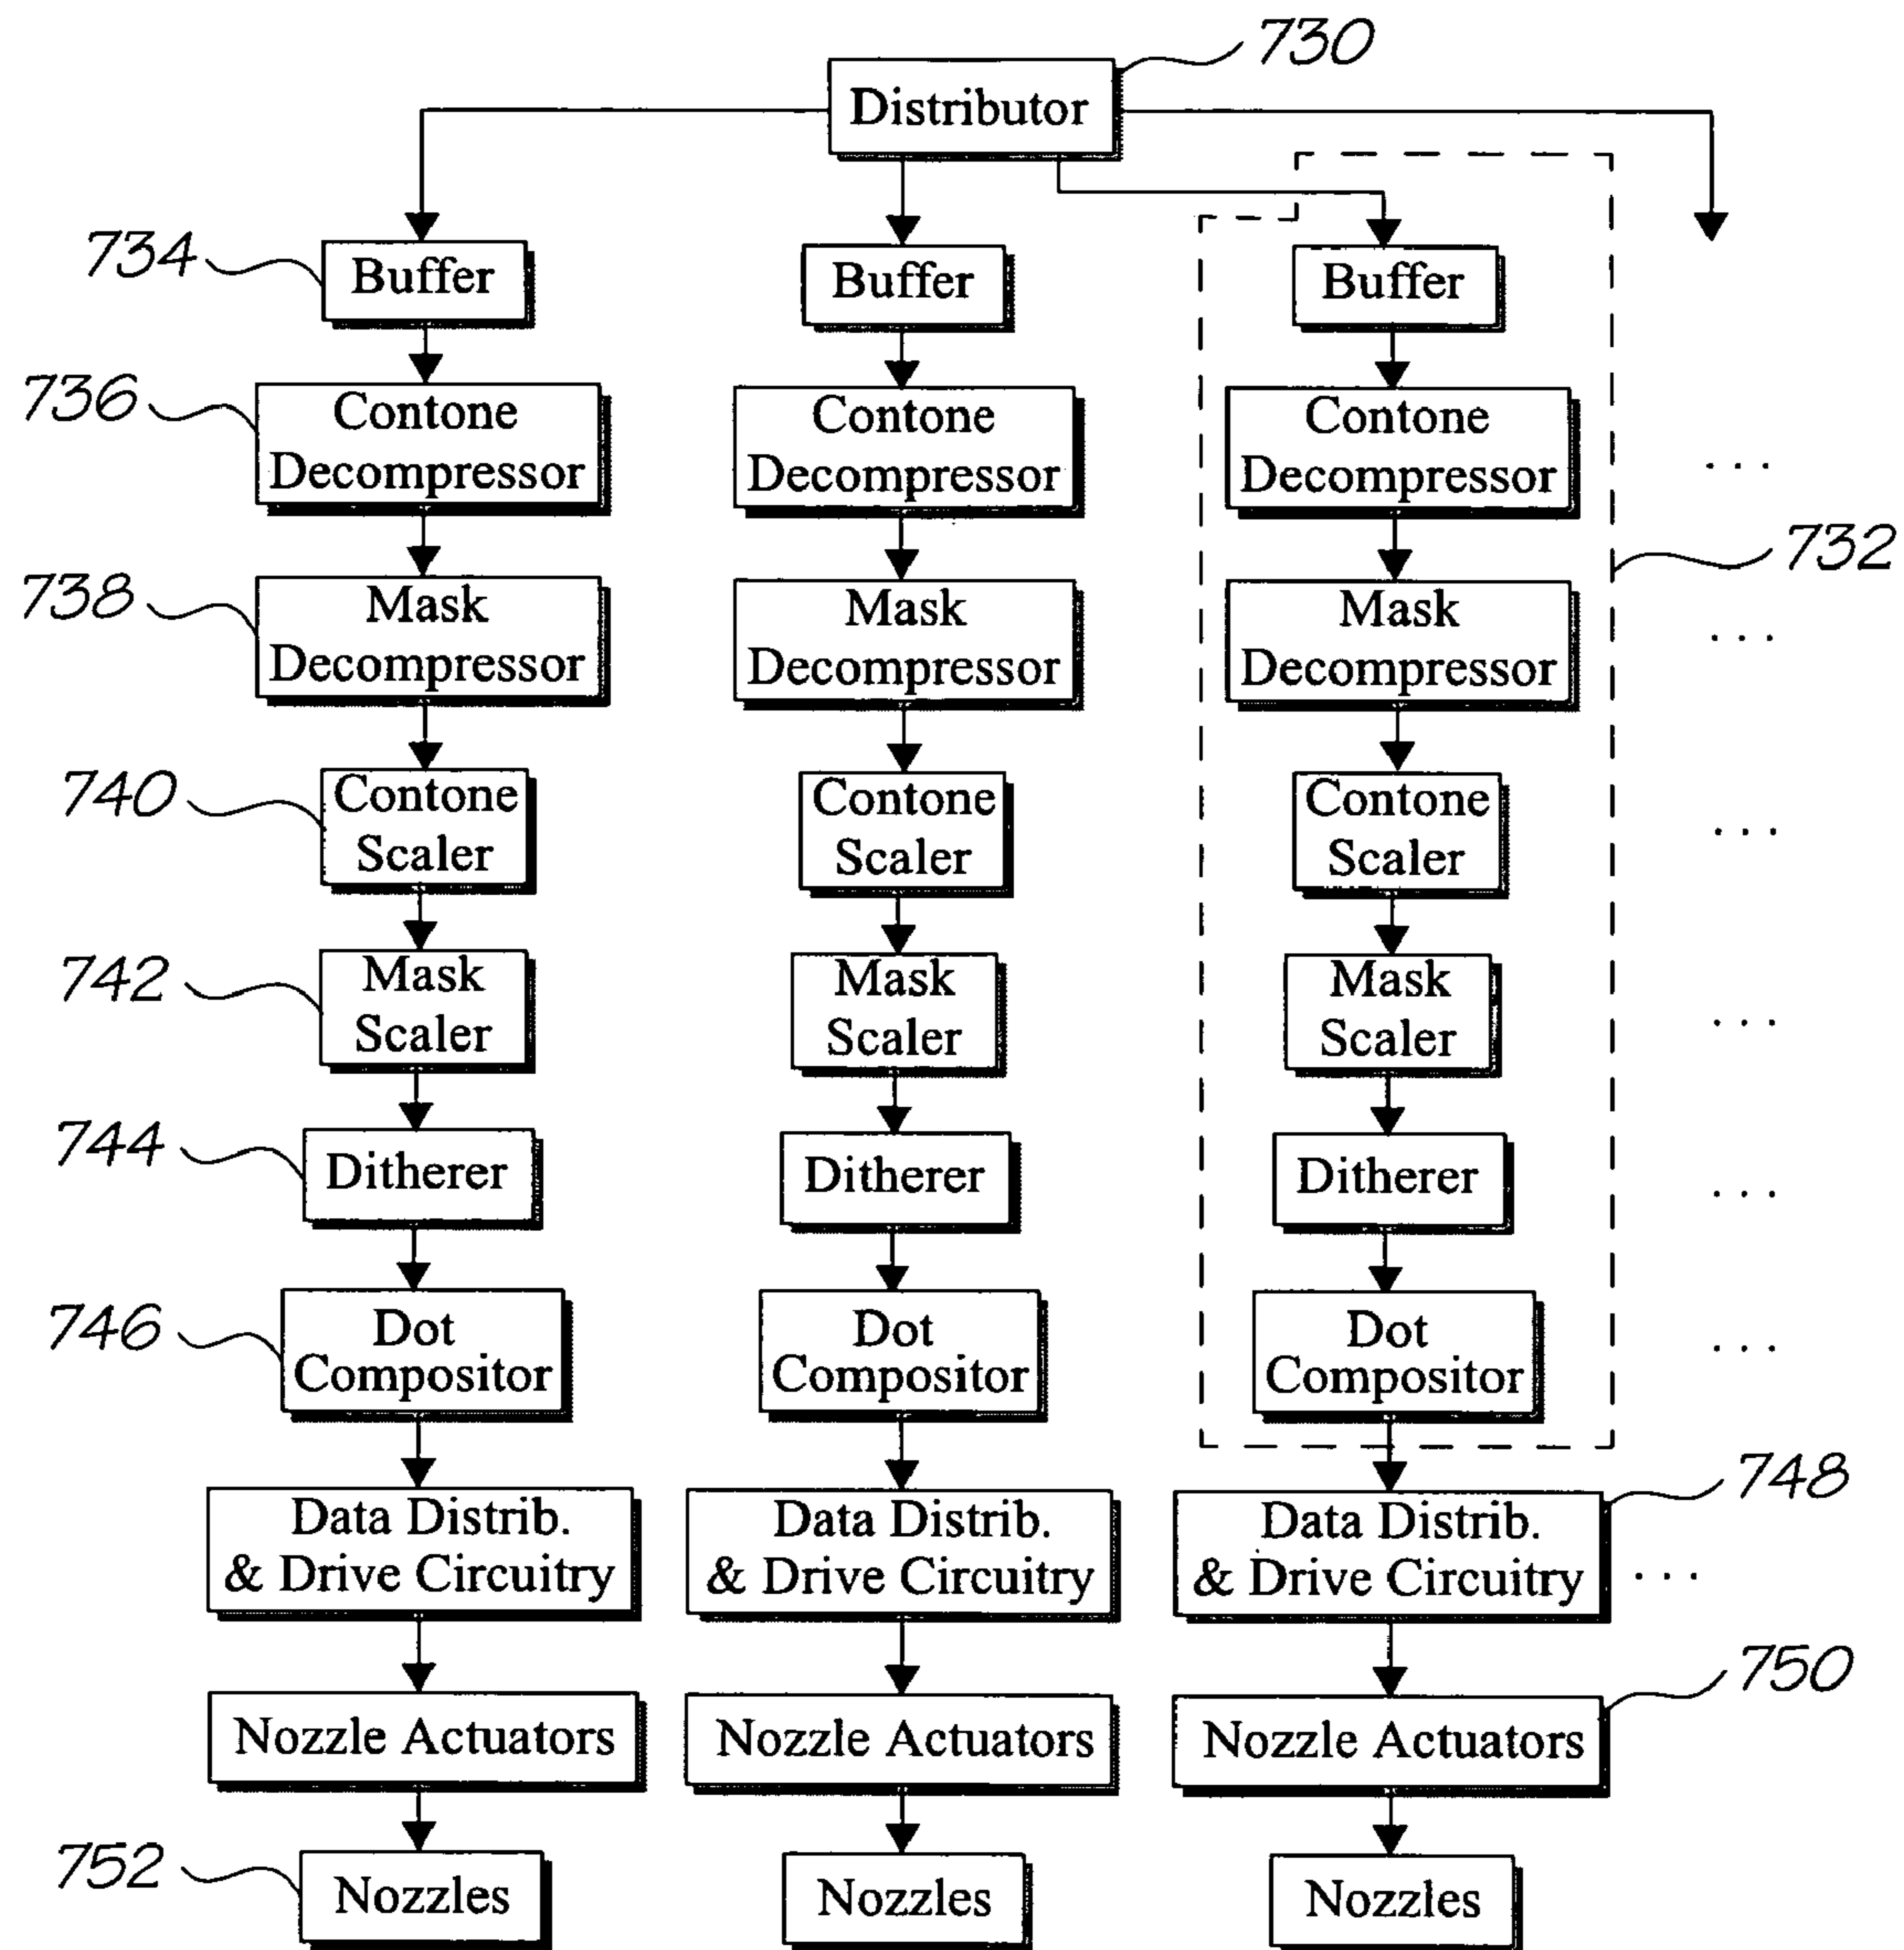 730
Distributor
734
Buffer
Buffer
Buffer
736
Contone
Decompressor
Contone
Decompressor
Contone
Decompressor
...
732
738
Mask
Decompressor
Mask
Decompressor
Mask
Decompressor
...
740
Contone
Scaler
Contone
Scaler
Contone
Scaler
...
742
Mask
Scaler
Mask
Scaler
Mask
Scaler
...
744
Ditherer
Ditherer
Ditherer
...
746
Dot
Compositor
Dot
Compositor
Dot
Compositor
...
748
Data Distrib.
& Drive Circuitry
Data Distrib.
& Drive Circuitry
Data Distrib.
& Drive Circuitry
...
750
Nozzle Actuators
Nozzle Actuators
Nozzle Actuators
752
Nozzles
Nozzles
Nozzles